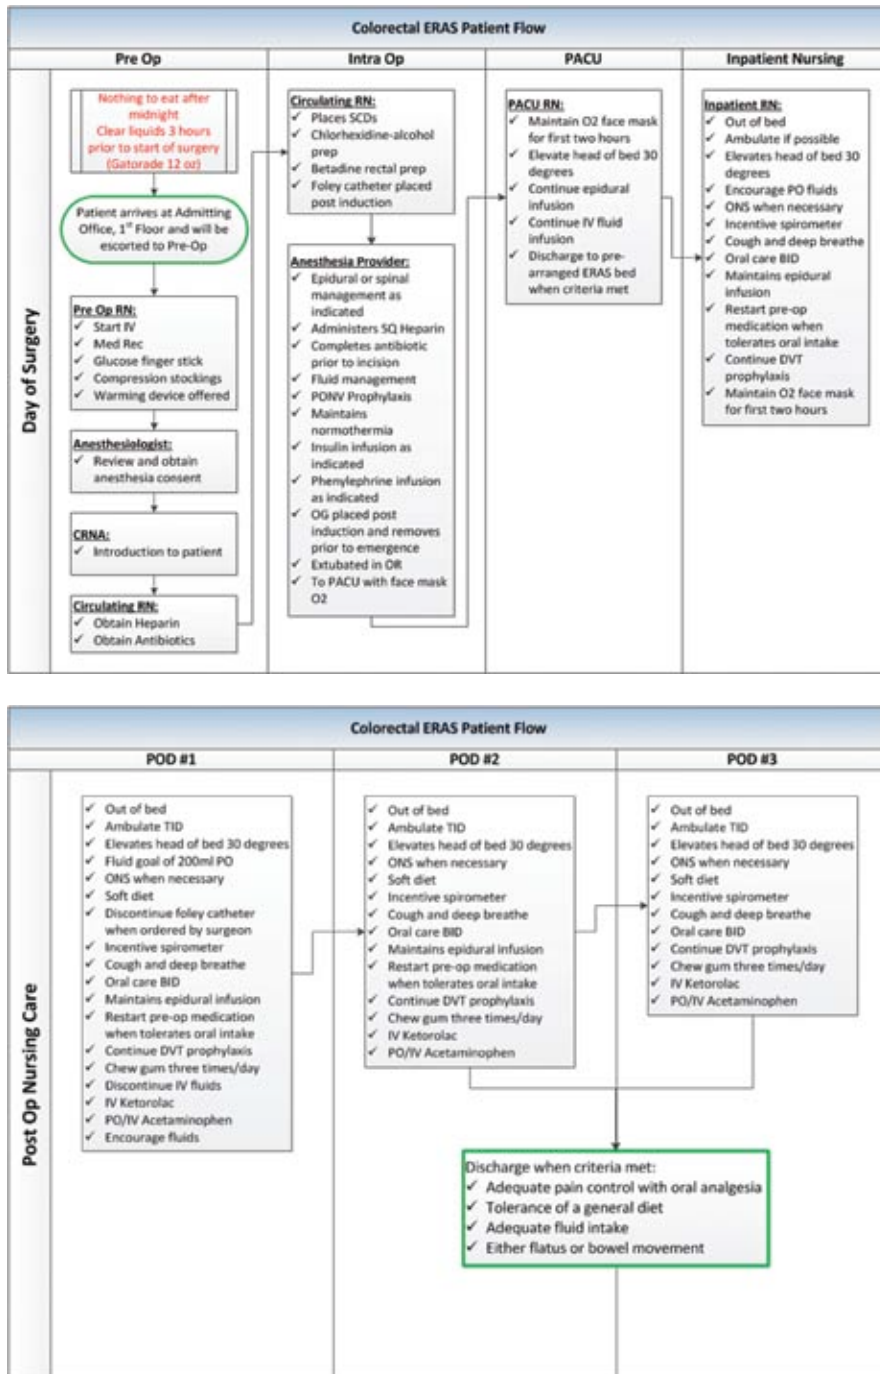 Colorectal ERAS Patient Flow
Pre Op
Intra Op
PACU
Inpatient Nursing
Day of Surgery
Nothing to eat after
midnight
Clear liquids 3 hours
prior to start of surgery
(Gatorade 12 oz)
Patient arrives at Admitting
Office, 1st Floor and will be
escorted to Pre-Op
Pre Op RN:
✓ Start IV
✓ Med Rec
✓ Glucose finger stick
✓ Compression stockings
✓ Warming device offered
Anesthesiologist:
✓ Review and obtain
anesthesia consent
CRNA:
✓ Introduction to patient
Circulating RN:
✓ Obtain Heparin
✓ Obtain Antibiotics
Circulating RN:
✓ Places SCDs
✓ Chlorhexidine-alcohol
prep
✓ Betadine rectal prep
✓ Foley catheter placed
post induction
Anesthesia Provider:
✓ Epidural or spinal
management as
indicated
✓ Administers SQ Heparin
✓ Completes antibiotic
prior to incision
✓ Fluid management
✓ PONV Prophylaxis
✓ Maintains
normothermia
✓ Insulin infusion as
indicated
✓ Phenylephrine infusion
as indicated
✓ OG placed post
induction and removes
prior to emergence
✓ Extubated in OR
✓ To PACU with face mask
O2
PACU RN:
✓ Maintain O2 face mask
for first two hours
✓ Elevate head of bed 30
degrees
✓ Continue epidural
infusion
✓ Continue IV fluid
infusion
✓ Discharge to pre-
arranged ERAS bed
when criteria met
Inpatient RN:
✓ Out of bed
✓ Ambulate if possible
✓ Elevates head of bed 30
degrees
✓ Encourage PO fluids
✓ ONS when necessary
✓ Incentive spirometer
✓ Cough and deep breathe
✓ Oral care BID
✓ Maintains epidural
infusion
✓ Restart pre-op
medication when
tolerates oral intake
✓ Continue DVT
prophylaxis
✓ Maintain O2 face mask
for first two hours
Colorectal ERAS Patient Flow
POD #1
POD #2
POD #3
Post Op Nursing Care
✓ Out of bed
✓ Ambulate TID
✓ Elevates head of bed 30 degrees
✓ Fluid goal of 200ml PO
✓ ONS when necessary
✓ Soft diet
✓ Discontinue foley catheter
when ordered by surgeon
✓ Incentive spirometer
✓ Cough and deep breathe
✓ Oral care BID
✓ Maintains epidural infusion
✓ Restart pre-op medication
when tolerates oral intake
✓ Continue DVT prophylaxis
✓ Chew gum three times/day
✓ Discontinue IV fluids
✓ IV Ketorolac
✓ PO/IV Acetaminophen
✓ Encourage fluids
✓ Out of bed
✓ Ambulate TID
✓ Elevates head of bed 30 degrees
✓ ONS when necessary
✓ Soft diet
✓ Incentive spirometer
✓ Cough and deep breathe
✓ Oral care BID
✓ Maintains epidural infusion
✓ Restart pre-op medication
when tolerates oral intake
✓ Continue DVT prophylaxis
✓ Chew gum three times/day
✓ IV Ketorolac
✓ PO/IV Acetaminophen
✓ Out of bed
✓ Ambulate TID
✓ Elevates head of bed 30 degrees
✓ ONS when necessary
✓ Soft diet
✓ Incentive spirometer
✓ Cough and deep breathe
✓ Oral care BID
✓ Continue DVT prophylaxis
✓ Chew gum three times/day
✓ IV Ketorolac
✓ PO/IV Acetaminophen
Discharge when criteria met:
✓ Adequate pain control with oral analgesia
✓ Tolerance of a general diet
✓ Adequate fluid intake
✓ Either flatus or bowel movement